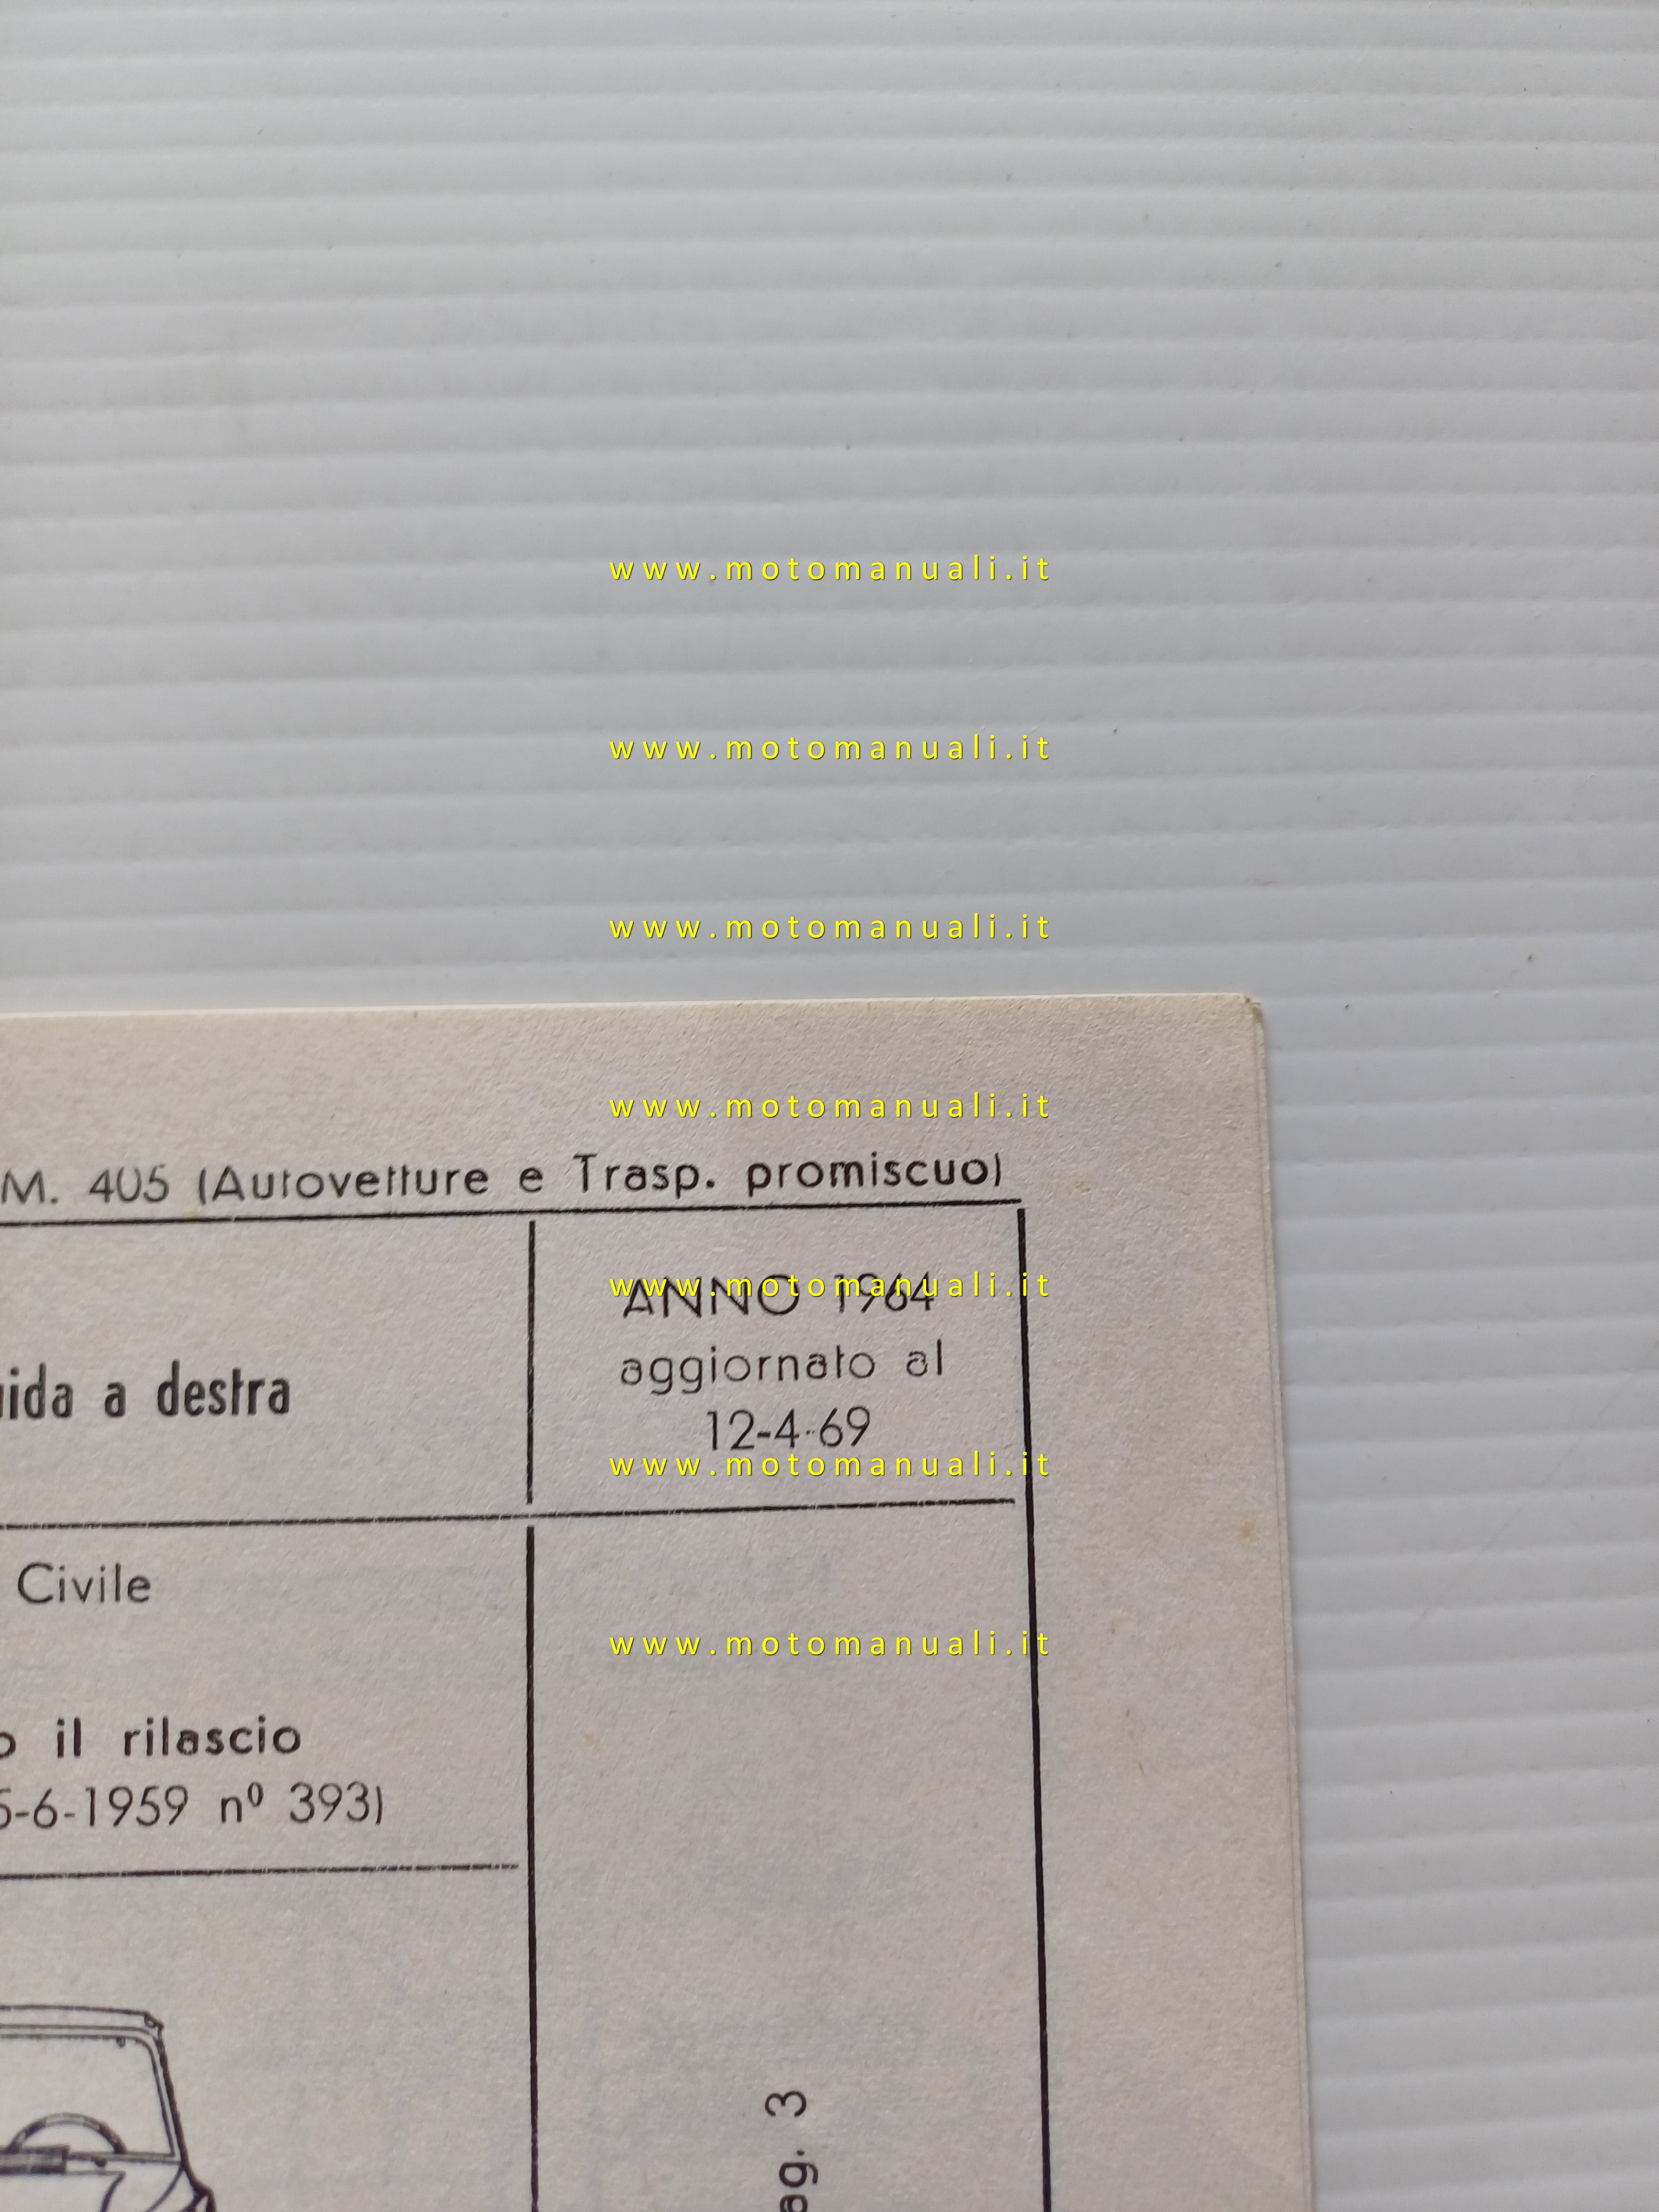 www.motomanuali.it
www.motomanuali.it
www.motomanuali.it
www.motomanuali.it
M. 405 (Autovetture e Trasp. promiscuo)
www.motomanuali.it
ANNO 1964
aggiornato al
12-4-69
a destra
www.motomanuali.it
Civile
www.motomanuali.it
il rilascio
5-6-1959 nº 393)
ag. 3